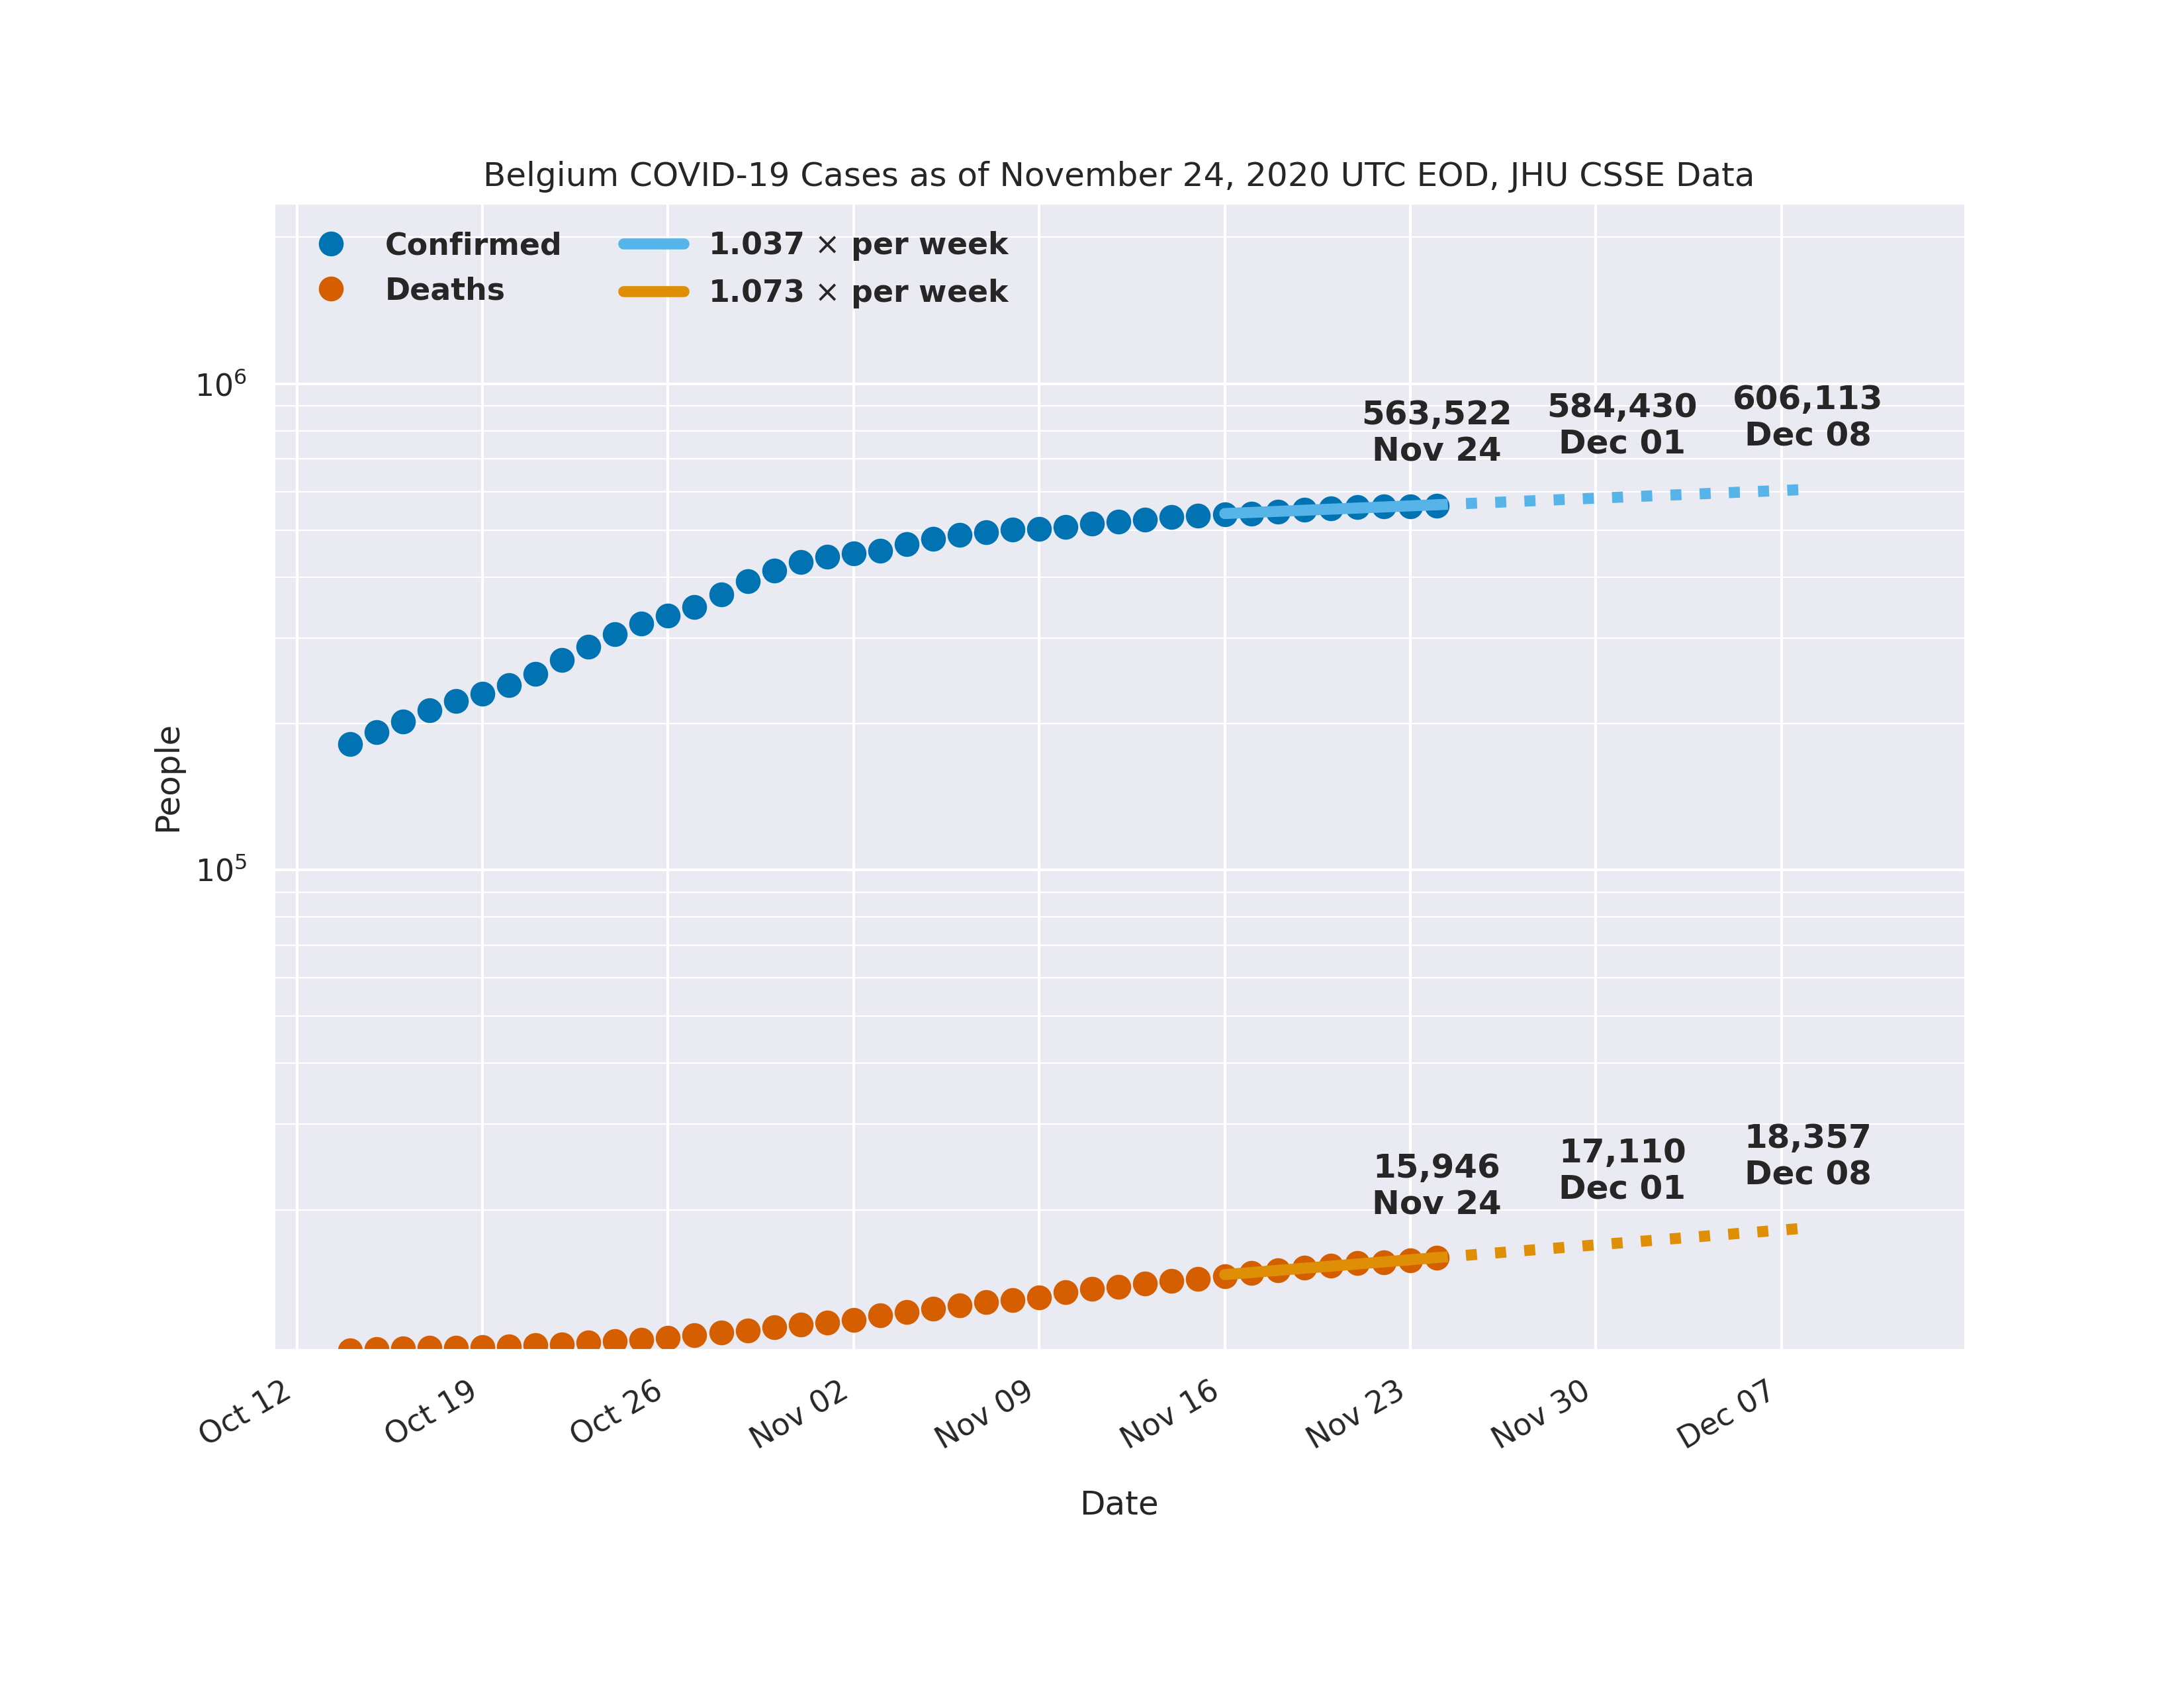 Belgium COVID-19 Cases as of November 24, 2020 UTC EOD, JHU CSSE Data
Confirmed
Deaths
1.037 × per week
1.073 × per week
10⁶
10⁵
People
563,522
Nov 24
584,430
Dec 01
606,113
Dec 08
15,946
Nov 24
17,110
Dec 01
18,357
Dec 08
Oct 12
Oct 19
Oct 26
Nov 02
Nov 09
Nov 16
Nov 23
Nov 30
Dec 07
Date